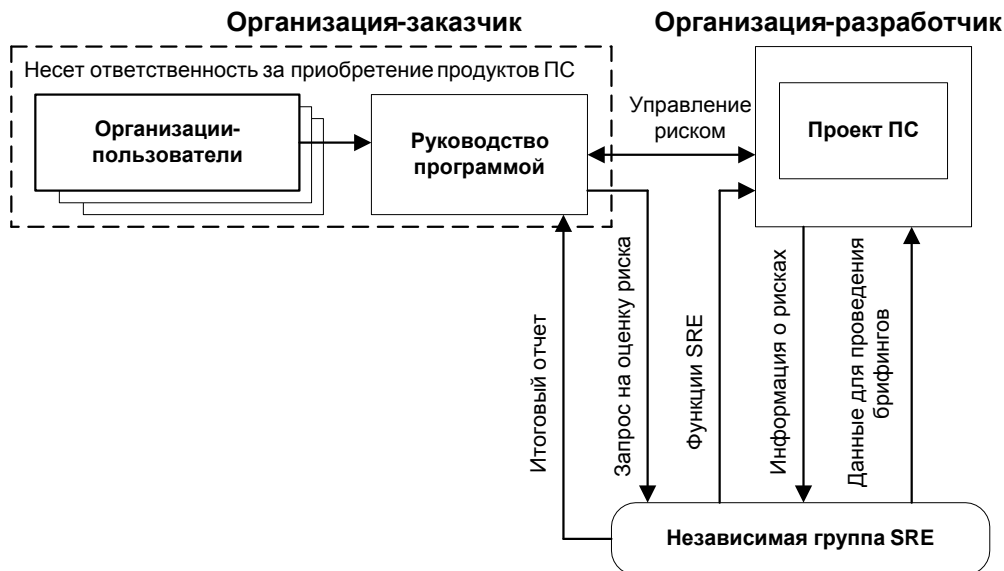 Организация-заказчик
Организация-разработчик
Несет ответственность за приобретение продуктов ПС
Организации-
пользователи
Руководство
программой
Управление
риском
Проект ПС
Итоговый отчет
Запрос на оценку риска
Функции SRE
Информация о рисках
Данные для проведения
брифингов
Независимая группа SRE